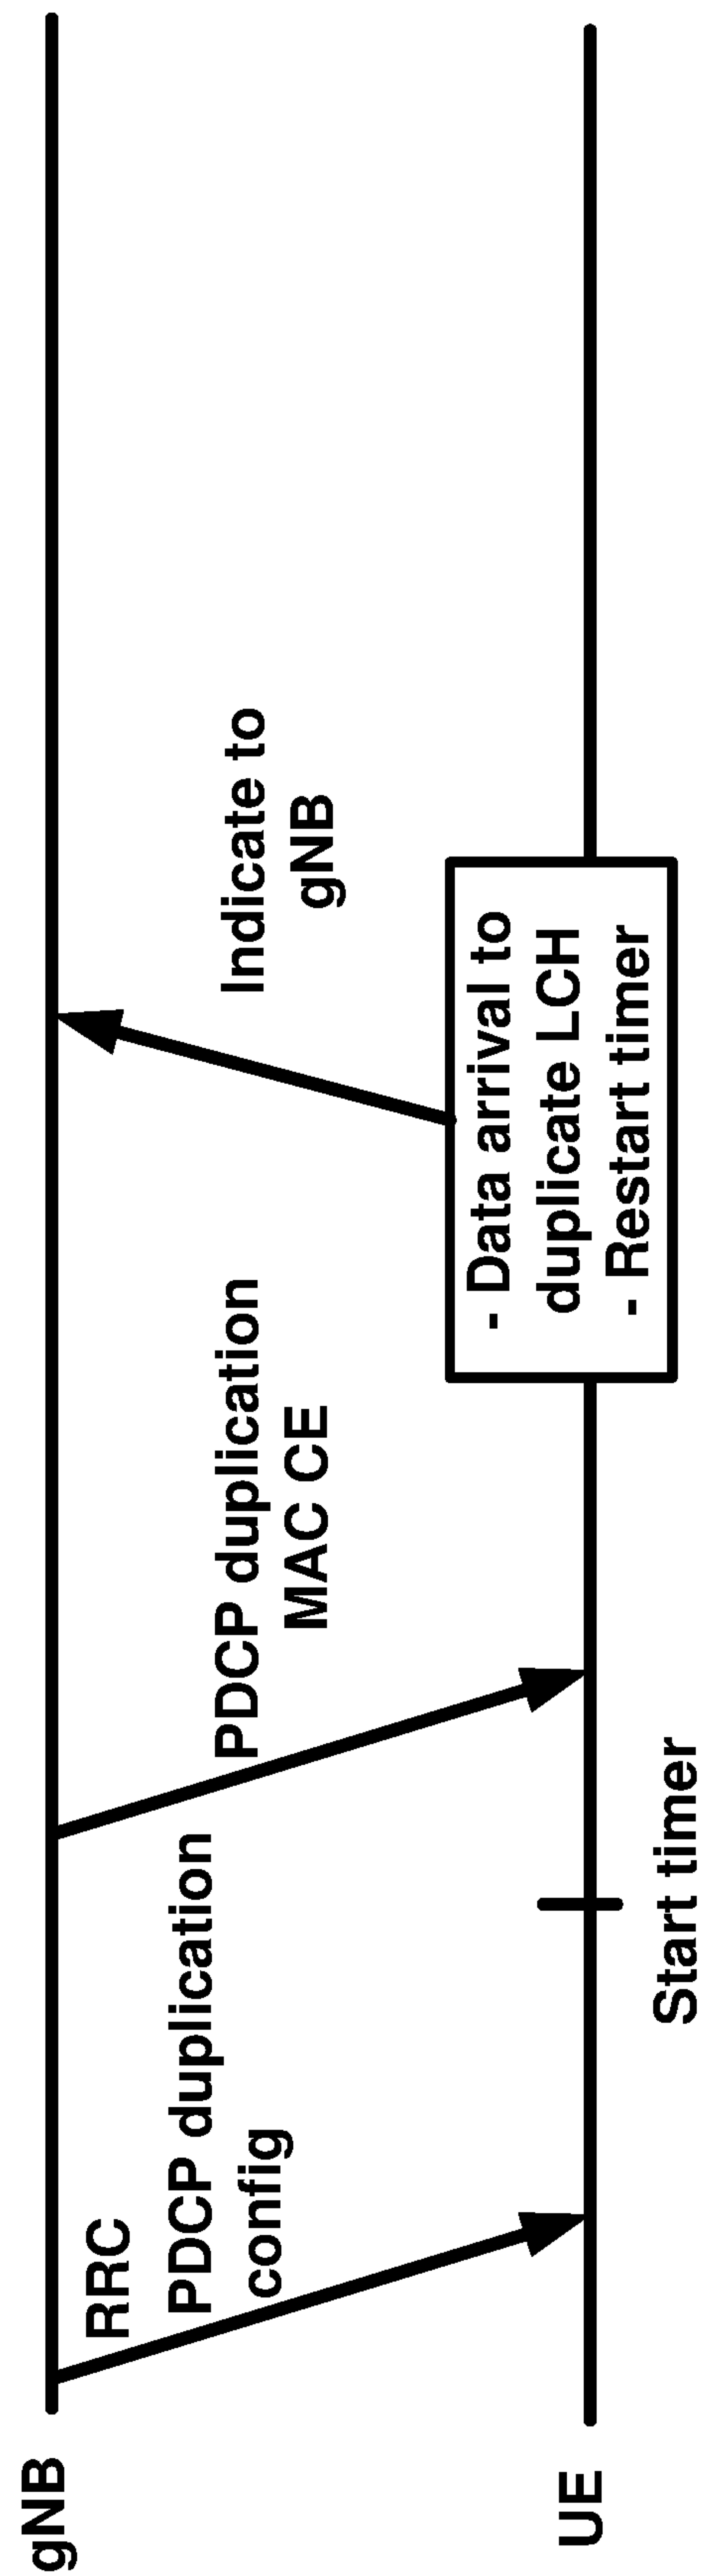 gNB
RRC
PDCP duplication
config
PDCP duplication
MAC CE
Indicate to
gNB
UE
Start timer
- Data arrival to
duplicate LCH
- Restart timer